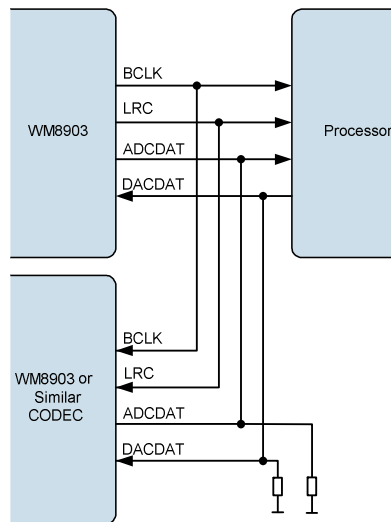 BCLK
LRC
WM8903
Processor
ADCDAT
DACDAT
BCLK
LRC
WM8903 or
Similar
CODEC
ADCDAT
DACDAT